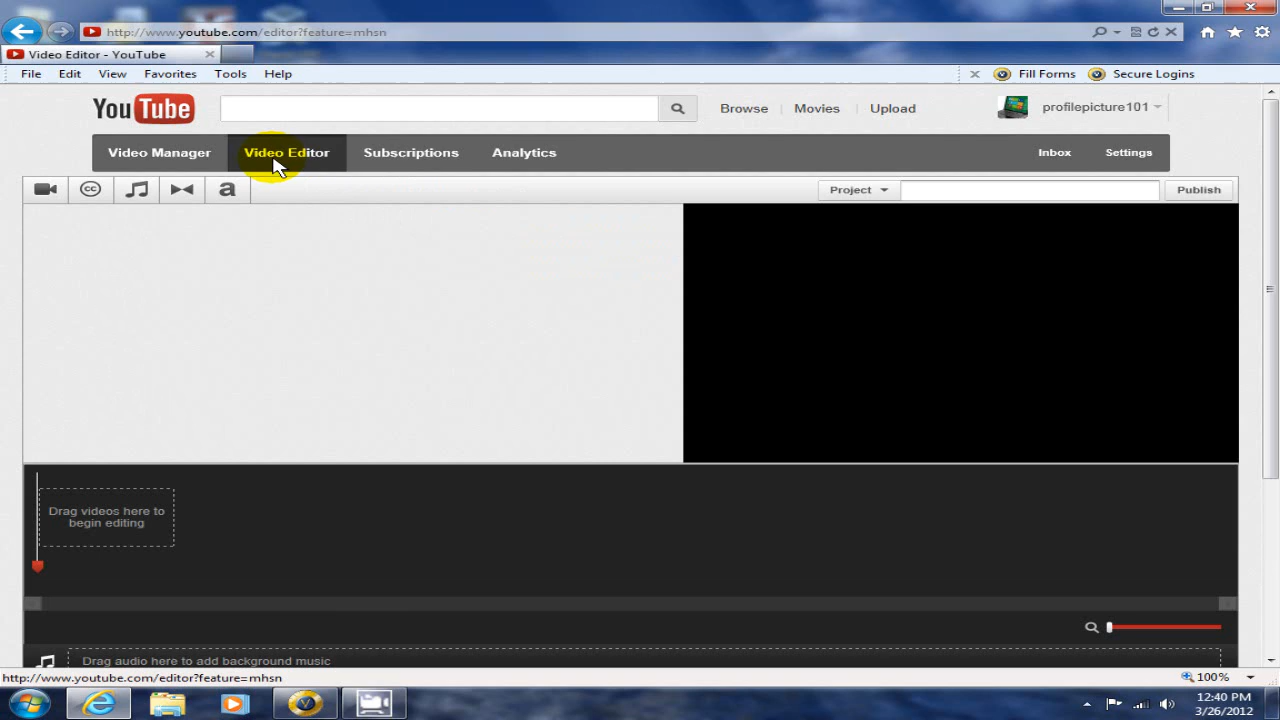 http://www.youtube.com/editor?feature=mhsn
Video Editor - YouTube
File Edit View Favorites Tools Help
Fill Forms Secure Logins
YouTube
Browse Movies Upload
profilepicture101
Video Manager Video Editor Subscriptions Analytics
Inbox Settings
CC a
Project
Publish
Drag videos here to
begin editing
Drag audio here to add background music
http://www.youtube.com/editor?feature=mhsn
100%
12:40 PM
3/26/2012